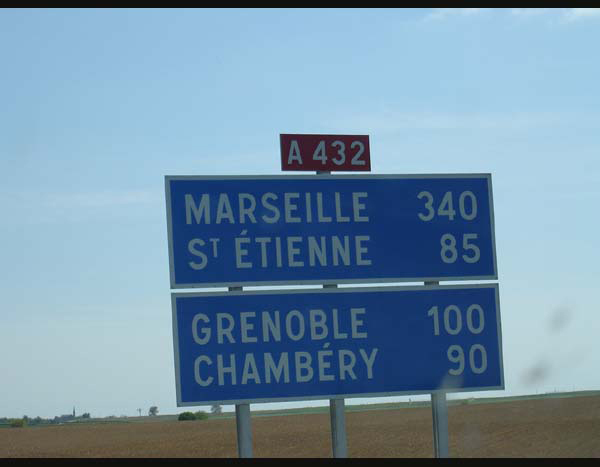 A 432
MARSEILLE 340
ST ÉTIENNE 85
GRENOBLE 100
CHAMBÉRY 90